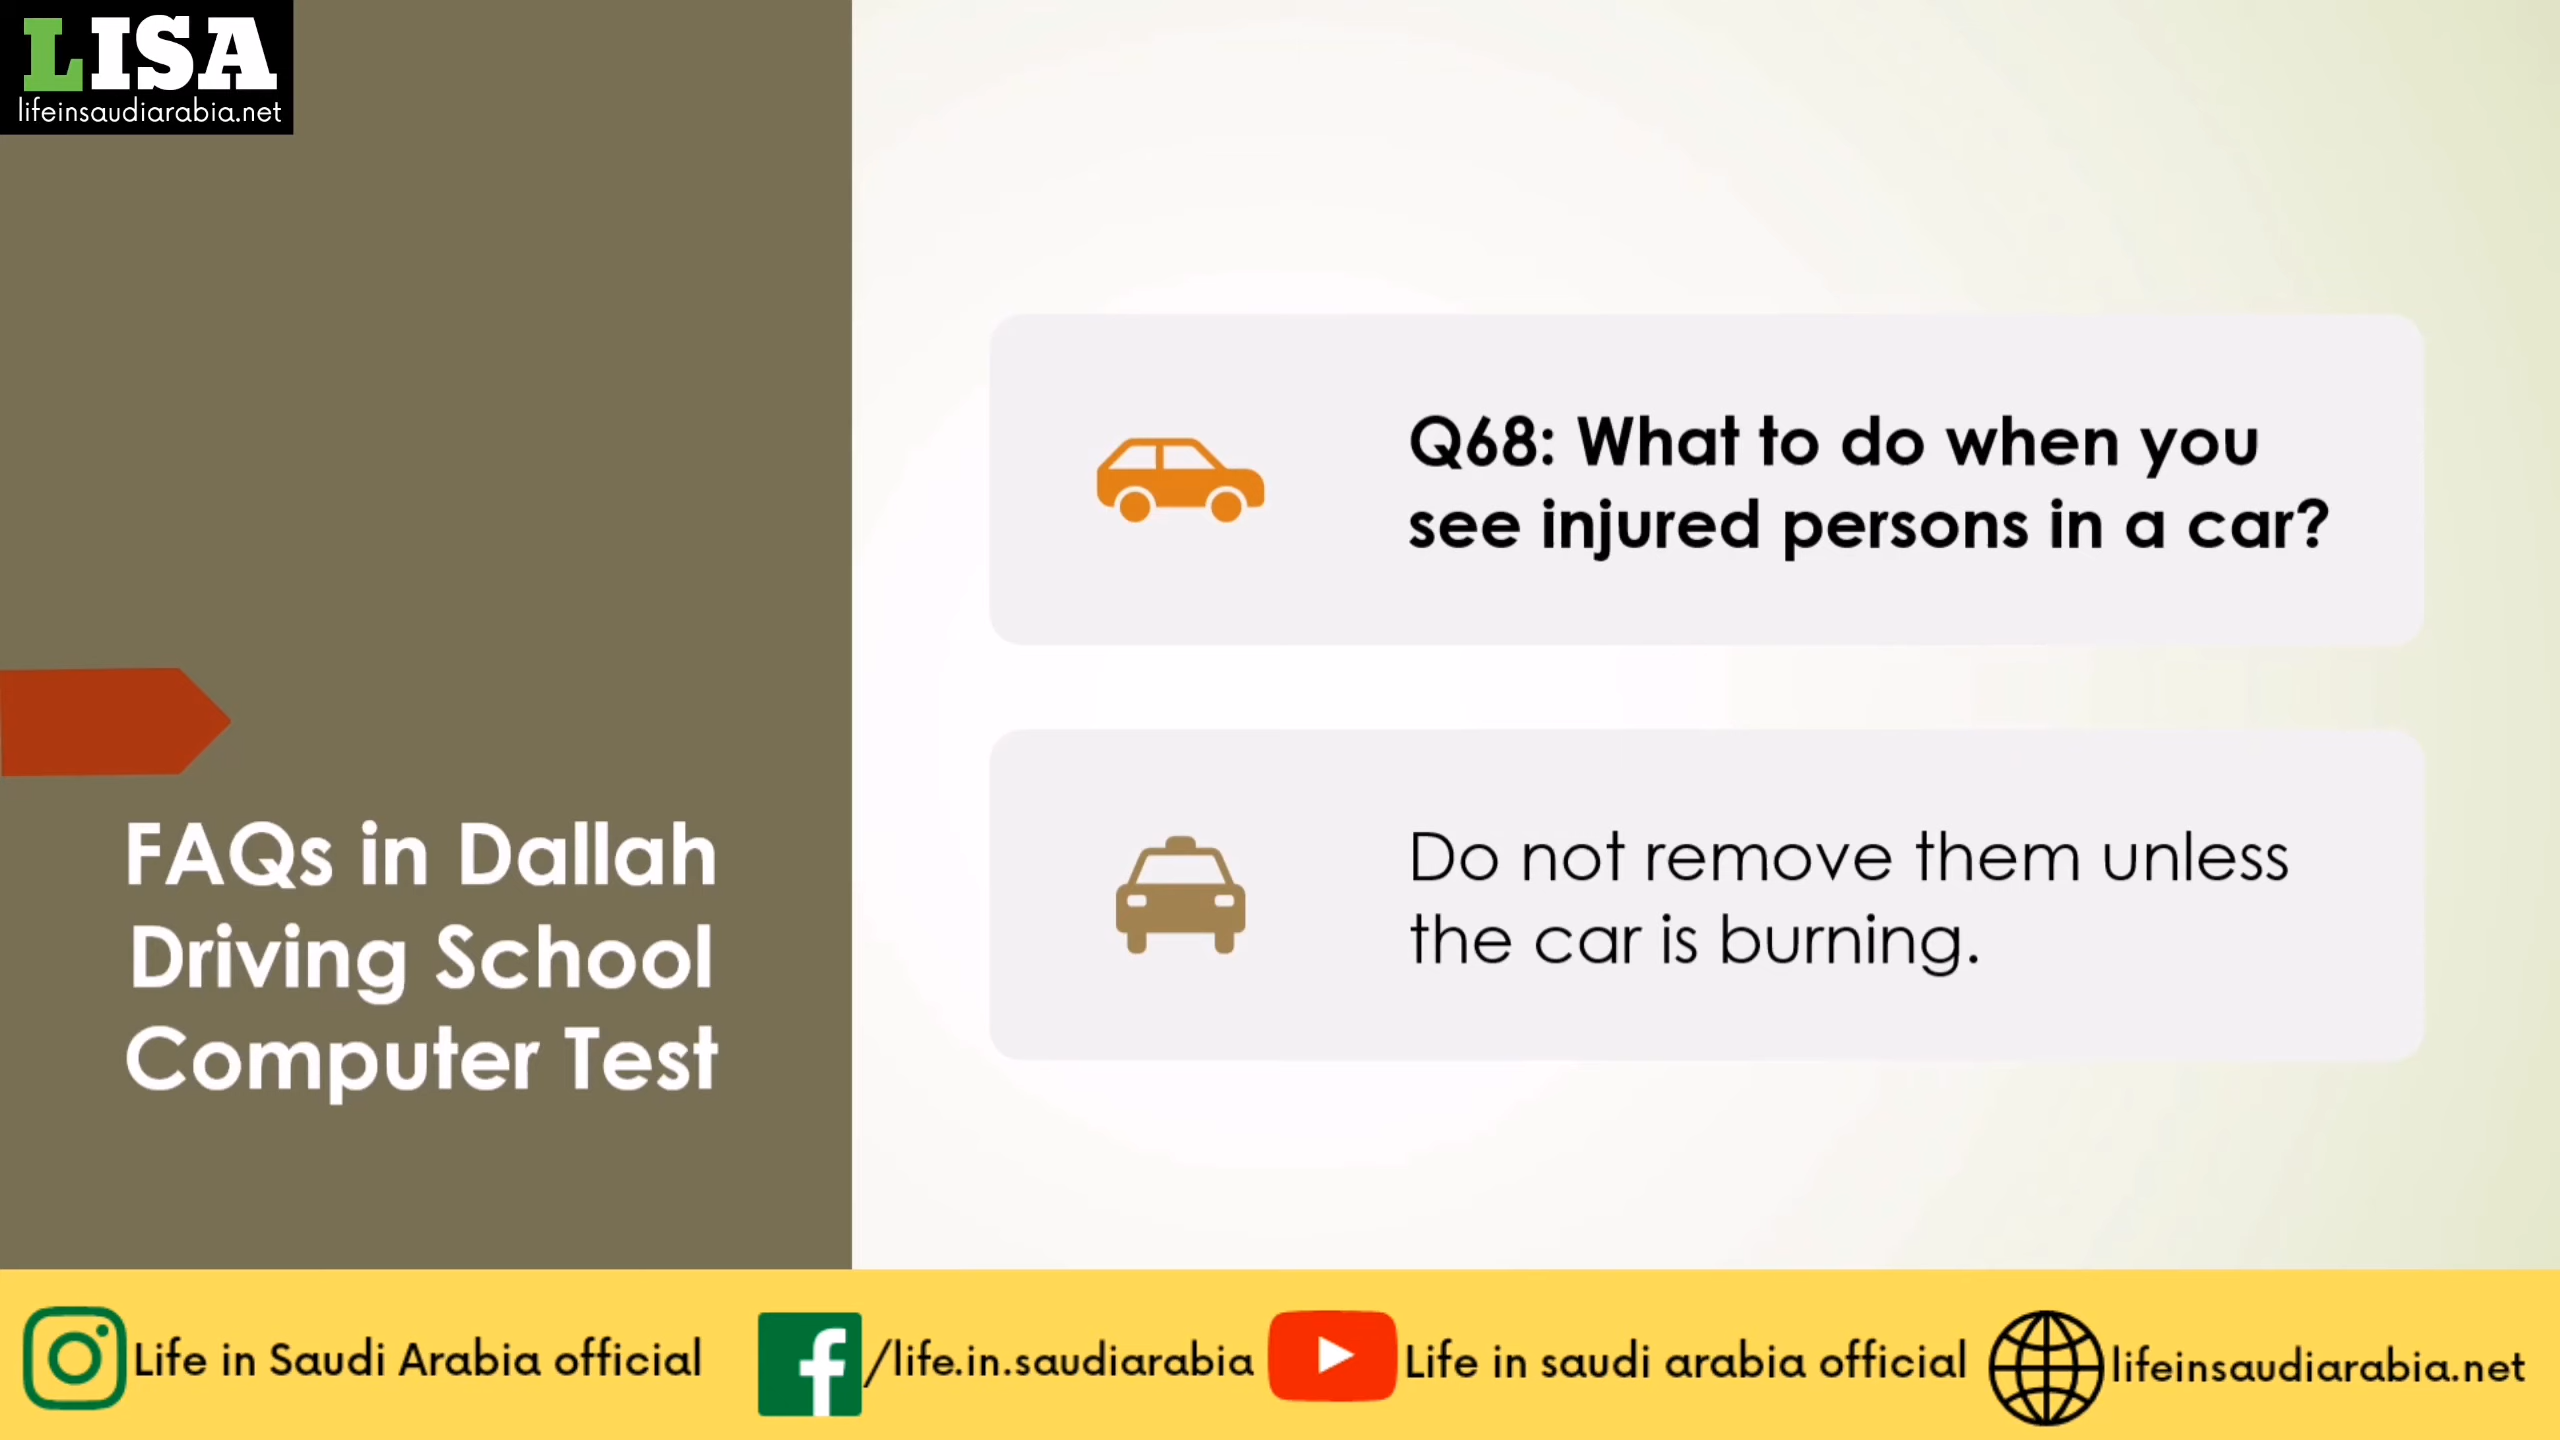 LISA
lifeinsaudiarabia.net
FAQs in Dallah
Driving School
Computer Test
Q68: What to do when you
see injured persons in a car?
Do not remove them unless
the car is burning.
Life in Saudi Arabia official
/life.in.saudiarabia
Life in saudi arabia official
lifeinsaudiarabia.net